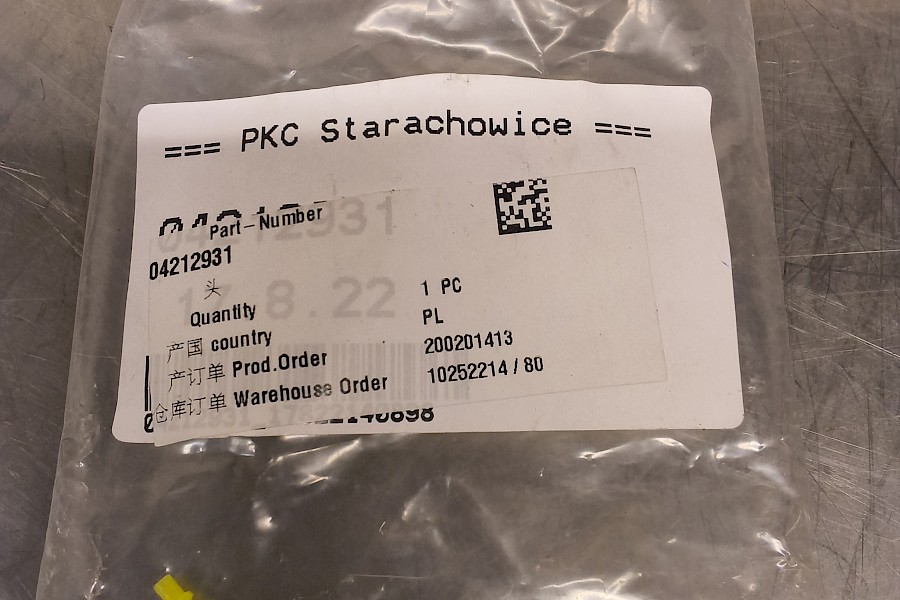 === PKC Starachowice ===
Part-Number
04212931
头
Quantity 1 PC
产国 country PL
产订单 Prod.Order 200201413
仓库订单 Warehouse Order 10252214 / 80